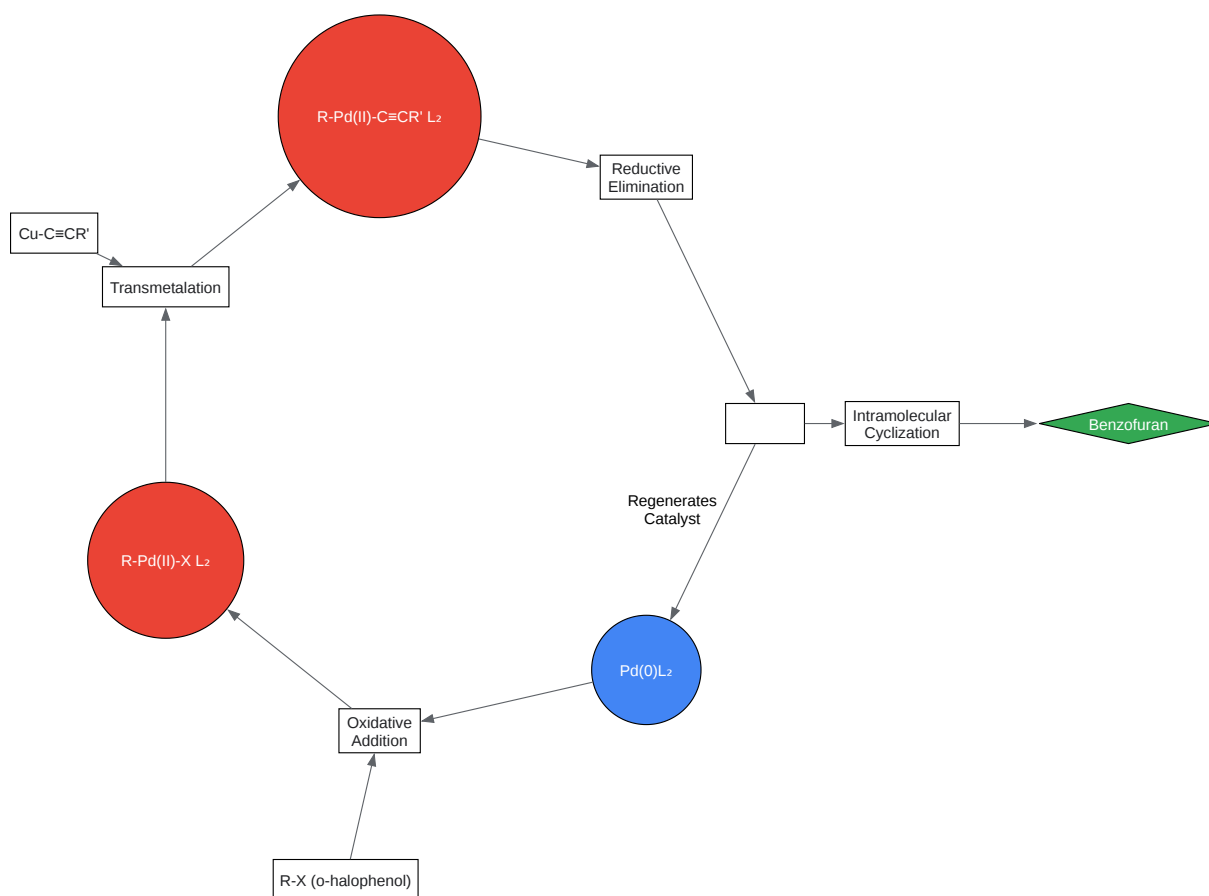 R-Pd(II)-C≡CR' L₂
Reductive
Elimination
Cu-C≡CR'
Transmetalation
Intramolecular
Cyclization
Benzofuran
Regenerates
Catalyst
R-Pd(II)-X L₂
Pd(0)L₂
Oxidative
Addition
R-X (o-halophenol)